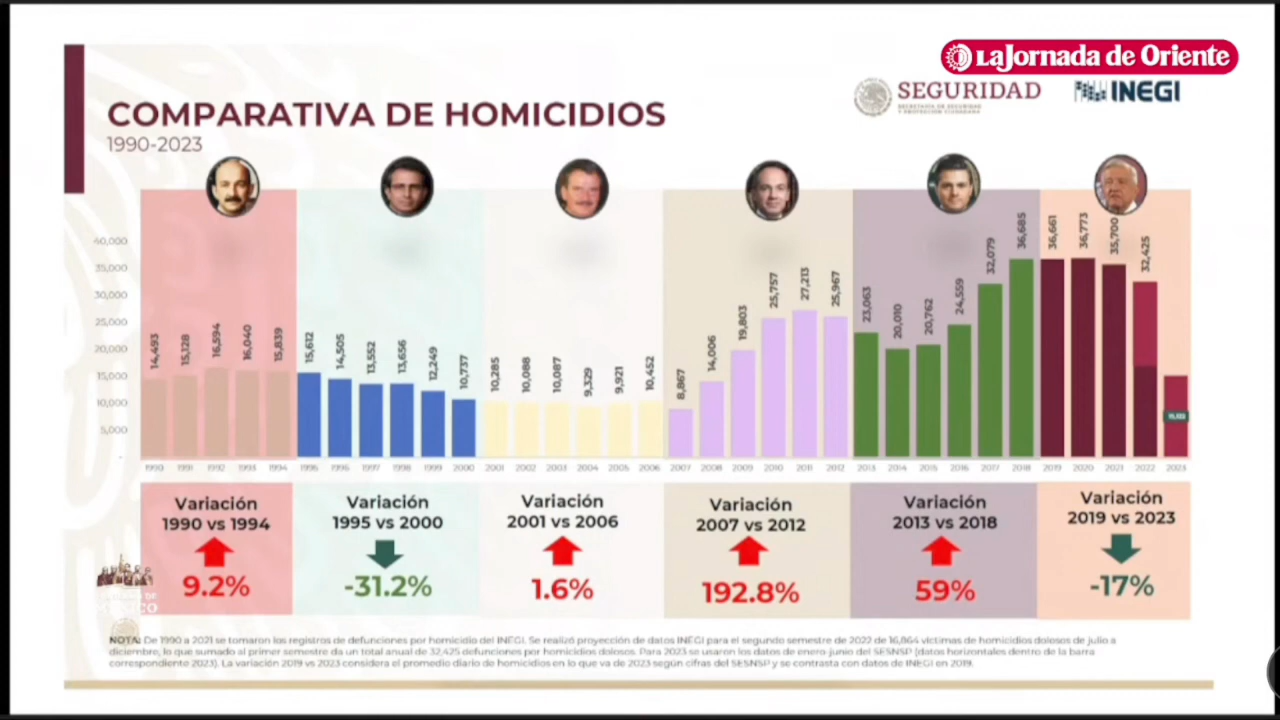 LaJornada de Oriente
SEGURIDAD
SECRETARÍA DE SEGURIDAD
Y PROTECCIÓN CIUDADANA
INEGI
COMPARATIVA DE HOMICIDIOS
1990-2023
40,000
35,000
30,000
25,000
20,000
15,000
10,000
5,000
14,493
15,128
16,594
16,040
15,839
15,612
14,505
13,552
13,656
12,249
10,737
10,285
10,088
10,087
9,329
9,921
10,452
8,867
14,006
19,803
25,757
27,213
25,967
23,063
20,010
20,762
24,559
32,079
36,685
36,661
36,773
35,700
32,425
1990 1991 1992 1993 1994 1995 1996 1997 1998 1999 2000 2001 2002 2003 2004 2005 2006 2007 2008 2009 2010 2011 2012 2013 2014 2015 2016 2017 2018 2019 2020 2021 2022 2023
Variación
1990 vs 1994
9.2%
Variación
1995 vs 2000
-31.2%
Variación
2001 vs 2006
1.6%
Variación
2007 vs 2012
192.8%
Variación
2013 vs 2018
59%
Variación
2019 vs 2023
-17%
NOTA: De 1990 a 2021 se tomaron los registros de defunciones por homicidio del INEGI. Se realizó proyección de datos INEGI para el segundo semestre de 2022 de 16,864 víctimas de homicidios dolosos de julio a
diciembre, lo que sumado al primer semestre da un total anual de 32,425 defunciones por homicidios dolosos. Para 2023 se usaron los datos de enero-junio del SESNSP (datos horizontales dentro de la barra
correspondiente 2023). La variación 2019 vs 2023 considera el promedio diario de homicidios en lo que va de 2023 según cifras del SESNSP y se contrasta con datos de INEGI en 2019.